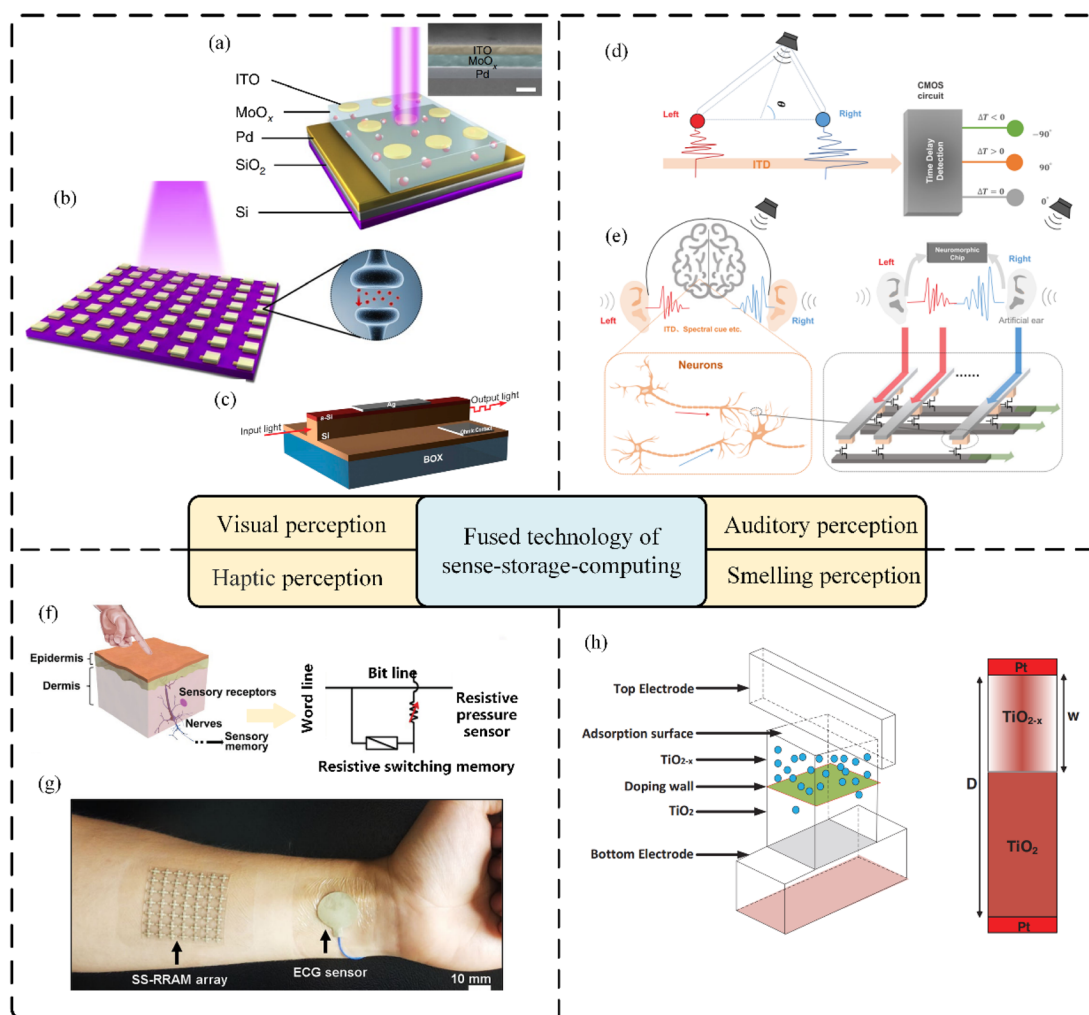 (a)
ITO
MoOₓ
Pd
SiO₂
Si
ITO
MoOₓ
Pd
(b)
(c)
Input light
a-Si
Ag
Output light
Si
Ohmic Contact
BOX
(d)
θ
Left
Right
ITD
CMOS
circuit
Time Delay
Detection
ΔT < 0
−90°
ΔT > 0
90°
ΔT = 0
0°
(e)
Left
Right
ITD、Spectral cue etc.
Neurons
Neuromorphic
Chip
Left
Right
Artificial ear
......
Visual perception
Haptic perception
Fused technology of
sense-storage-computing
Auditory perception
Smelling perception
(f)
Epidermis
Dermis
Sensory receptors
Nerves
Sensory
memory
Word line
Bit line
Resistive
pressure
sensor
Resistive switching memory
(g)
SS-RRAM array
ECG sensor
10 mm
(h)
Top Electrode
Adsorption surface
TiO₂₋ₓ
Doping wall
TiO₂
Bottom Electrode
Pt
TiO₂₋ₓ
W
D
TiO₂
Pt